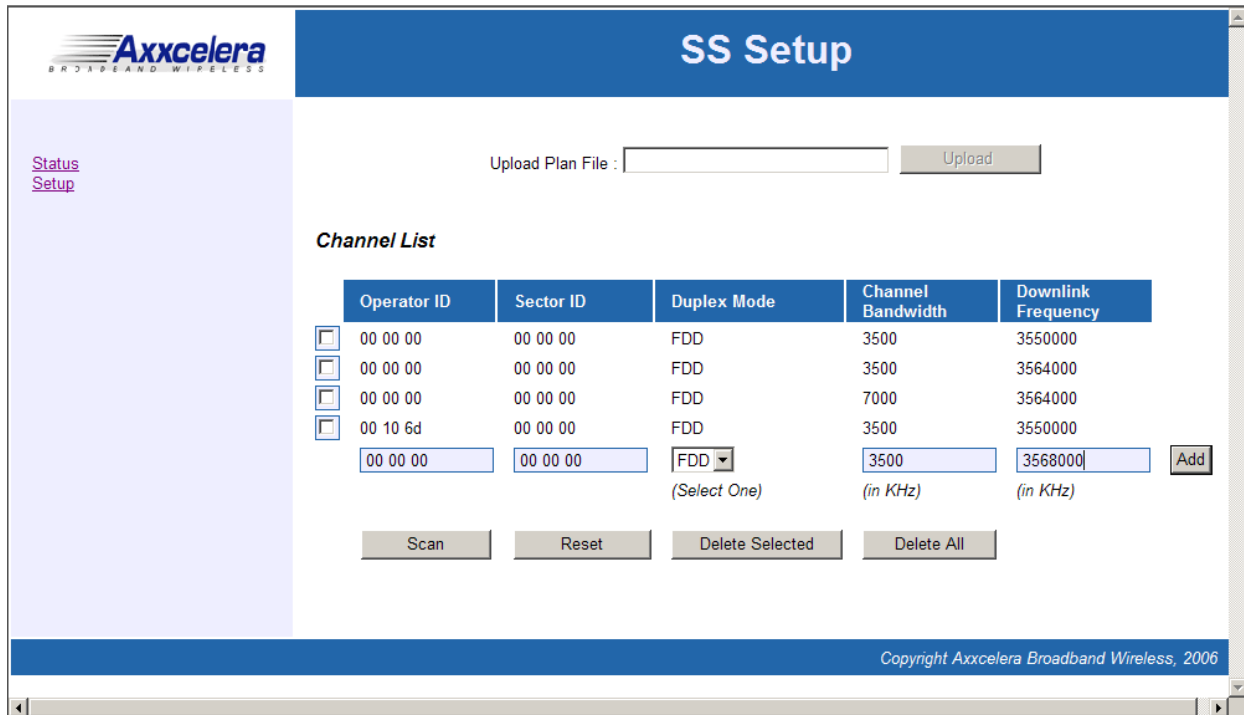 Axxcelera
BROADBAND WIRELESS
SS Setup
Status
Setup
Upload Plan File :
Upload
Channel List
Operator ID Sector ID Duplex Mode Channel Bandwidth Downlink Frequency
00 00 00 00 00 00 FDD 3500 3550000
00 00 00 00 00 00 FDD 3500 3564000
00 00 00 00 00 00 FDD 7000 3564000
00 10 6d 00 00 00 FDD 3500 3550000
00 00 00 00 00 00 FDD 3500 3568000 Add
(Select One) (in KHz) (in KHz)
Scan Reset Delete Selected Delete All
Copyright Axxcelera Broadband Wireless, 2006